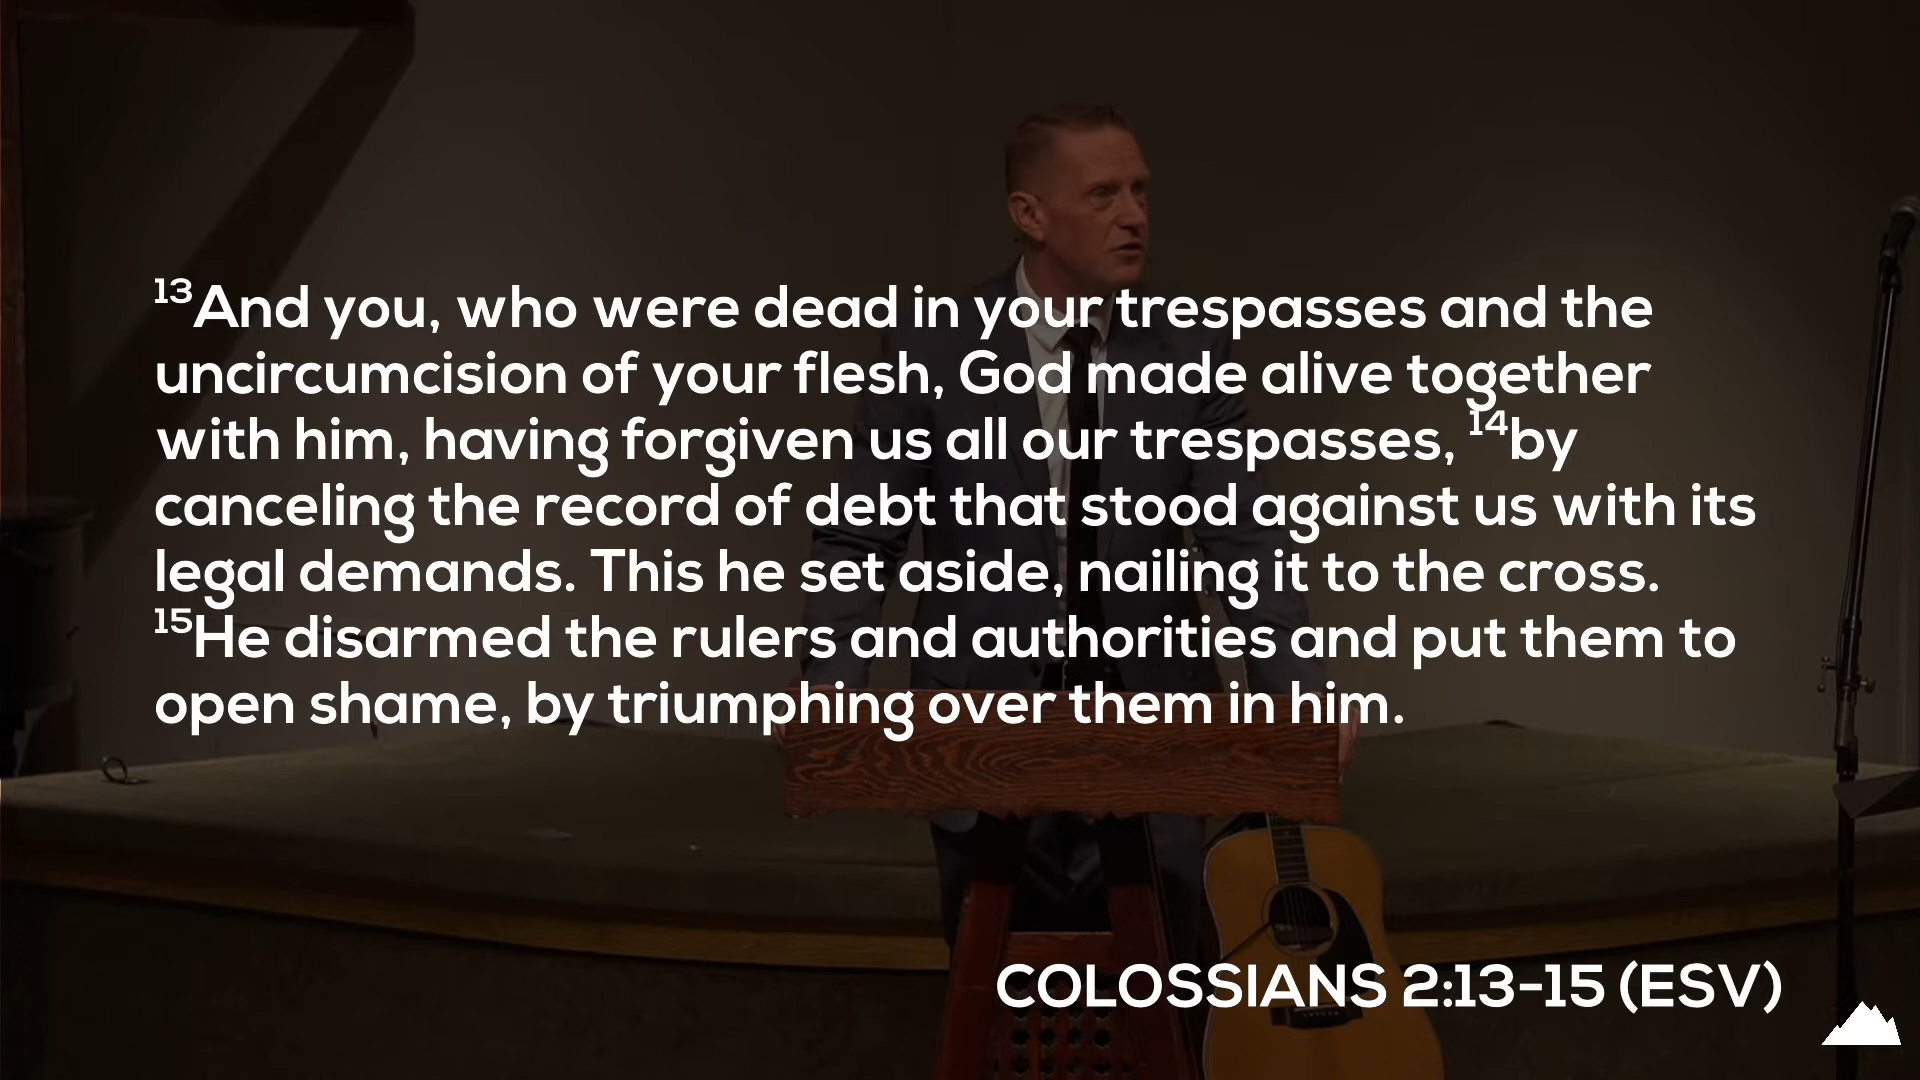 ¹³And you, who were dead in your trespasses and the
uncircumcision of your flesh, God made alive together
with him, having forgiven us all our trespasses, ¹⁴by
canceling the record of debt that stood against us with its
legal demands. This he set aside, nailing it to the cross.
¹⁵He disarmed the rulers and authorities and put them to
open shame, by triumphing over them in him.
COLOSSIANS 2:13-15 (ESV)